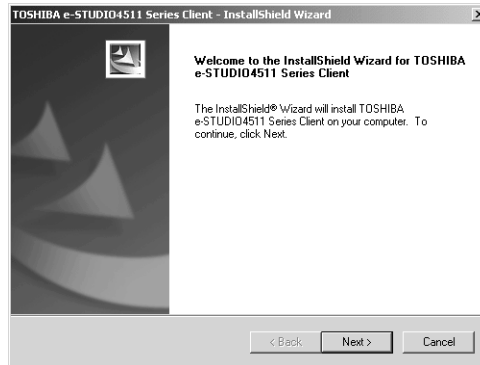 TOSHIBA e-STUDIO4511 Series Client - InstallShield Wizard
Welcome to the InstallShield Wizard for TOSHIBA
e-STUDIO4511 Series Client
The InstallShield® Wizard will install TOSHIBA
e-STUDIO4511 Series Client on your computer. To
continue, click Next.
< Back Next > Cancel